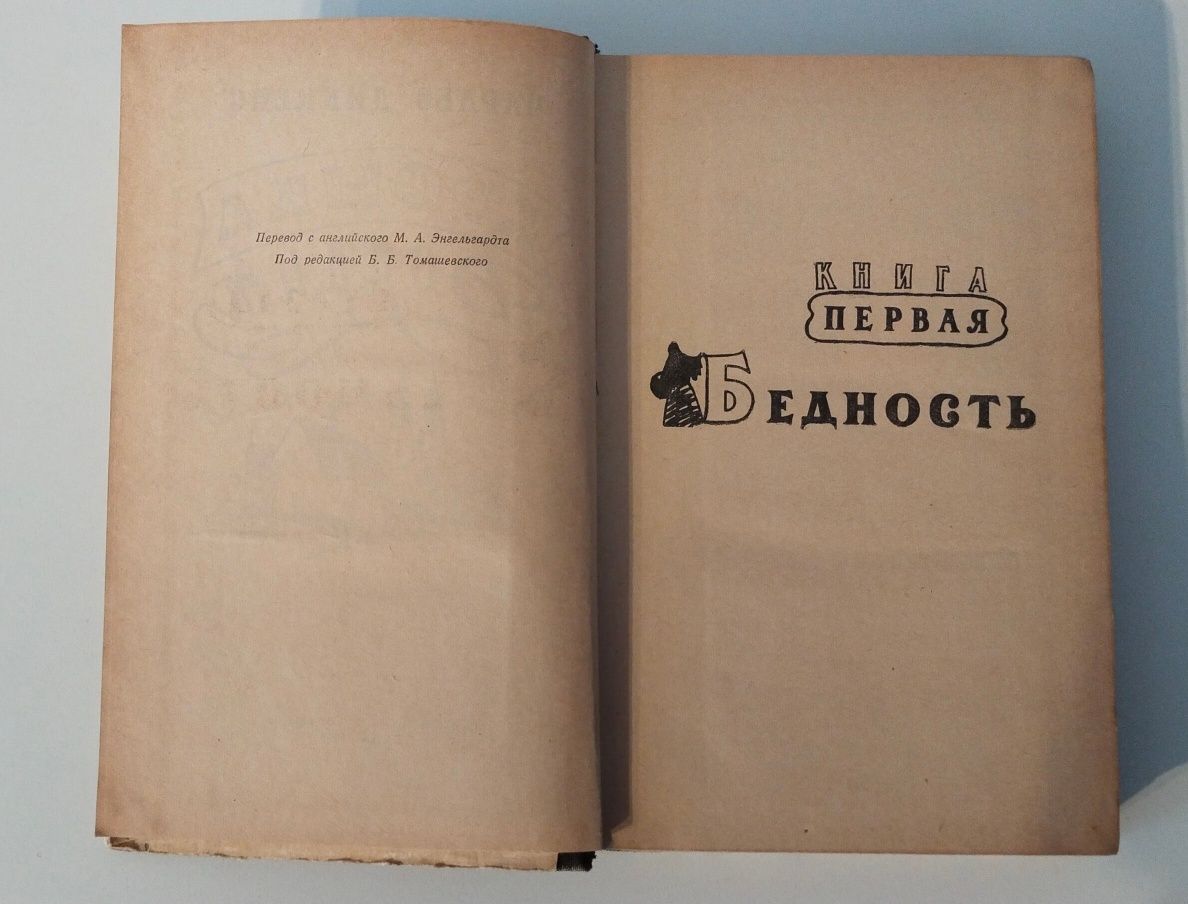 Перевод с английского М. А. Энгельгардта
Под редакцией Б. Б. Томашевского
КНИГА
ПЕРВАЯ
БЕДНОСТЬ